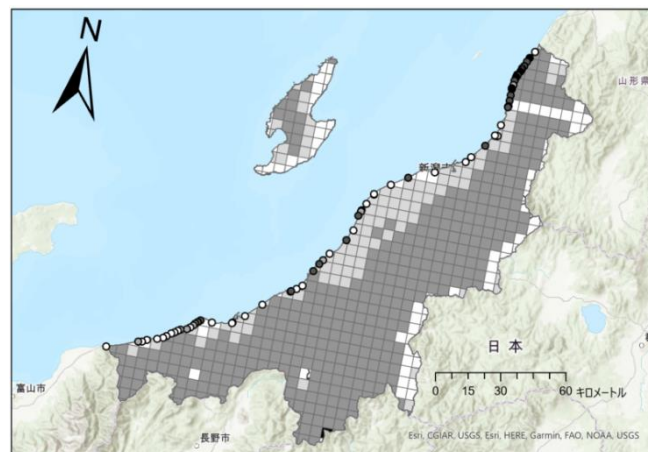 N
山形県
新潟市
日 本
0 15 30 45 60 キロメートル
富山市
長野市
Esri, CGIAR, USGS, Esri, HERE, Garmin, FAO, NOAA, USGS